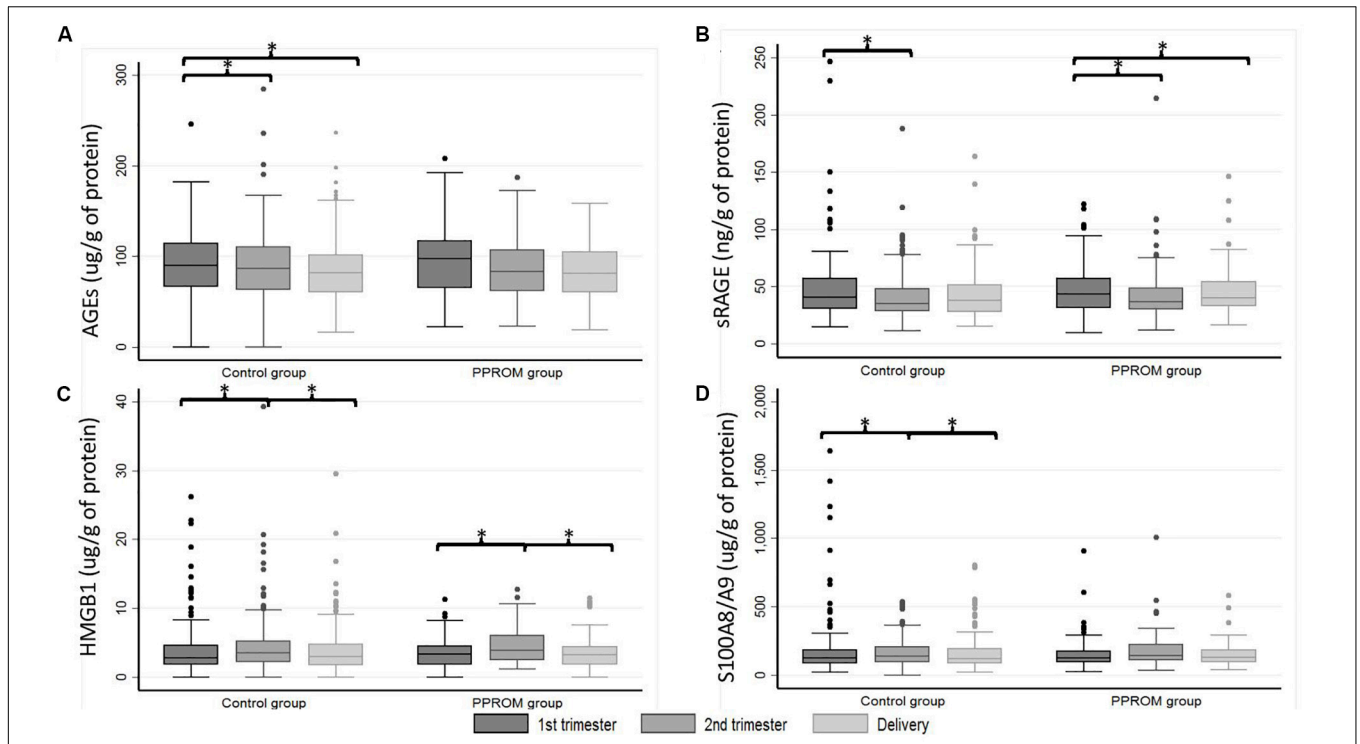 A
* *
300
200
100
0
AGEs (ug/g of protein)
Control group PPROM group
B
* * *
250
200
150
100
50
0
sRAGE (ng/g of protein)
Control group PPROM group
C
* * * *
40
30
20
10
0
HMGB1 (ug/g of protein)
Control group PPROM group
D
* *
2,000
1,500
1,000
500
0
S100A8/A9 (ug/g of protein)
Control group PPROM group
1st trimester 2nd trimester Delivery